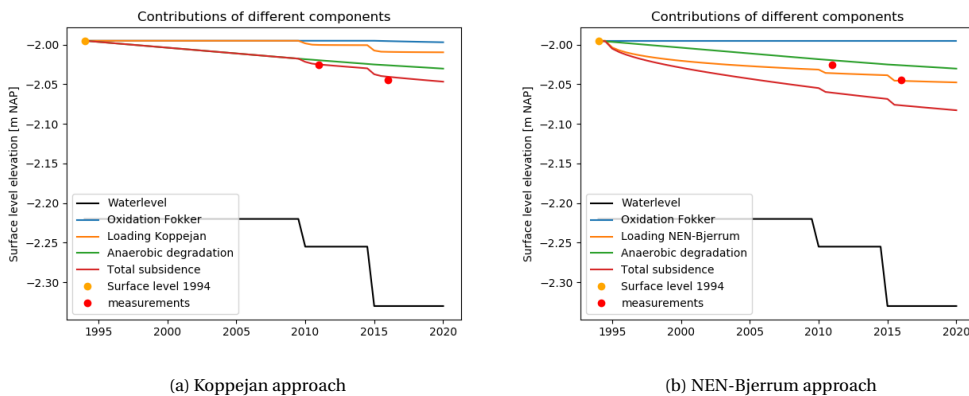 Contributions of different components
Surface level elevation [m NAP]
−2.00
−2.05
−2.10
−2.15
−2.20
−2.25
−2.30
Waterlevel
Oxidation Fokker
Loading Koppejan
Anaerobic degradation
Total subsidence
Surface level 1994
measurements
1995 2000 2005 2010 2015 2020
(a) Koppejan approach
Contributions of different components
Surface level elevation [m NAP]
−2.00
−2.05
−2.10
−2.15
−2.20
−2.25
−2.30
Waterlevel
Oxidation Fokker
Loading NEN-Bjerrum
Anaerobic degradation
Total subsidence
Surface level 1994
measurements
1995 2000 2005 2010 2015 2020
(b) NEN-Bjerrum approach